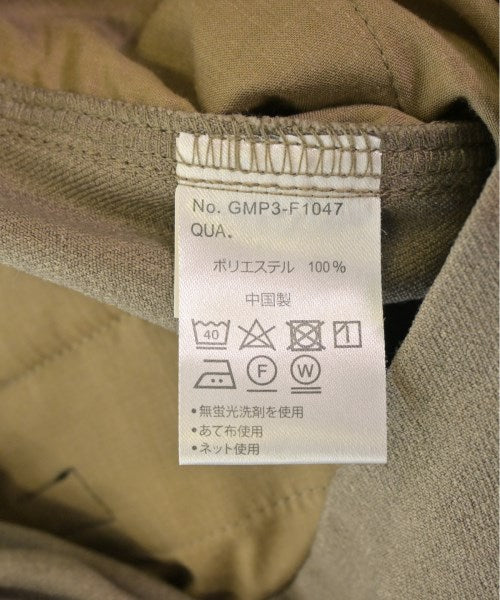 No. GMP3-F1047
QUA.
ポリエステル 100%
中国製
40
F W
•無蛍光洗剤を使用
•あて布使用
•ネット使用